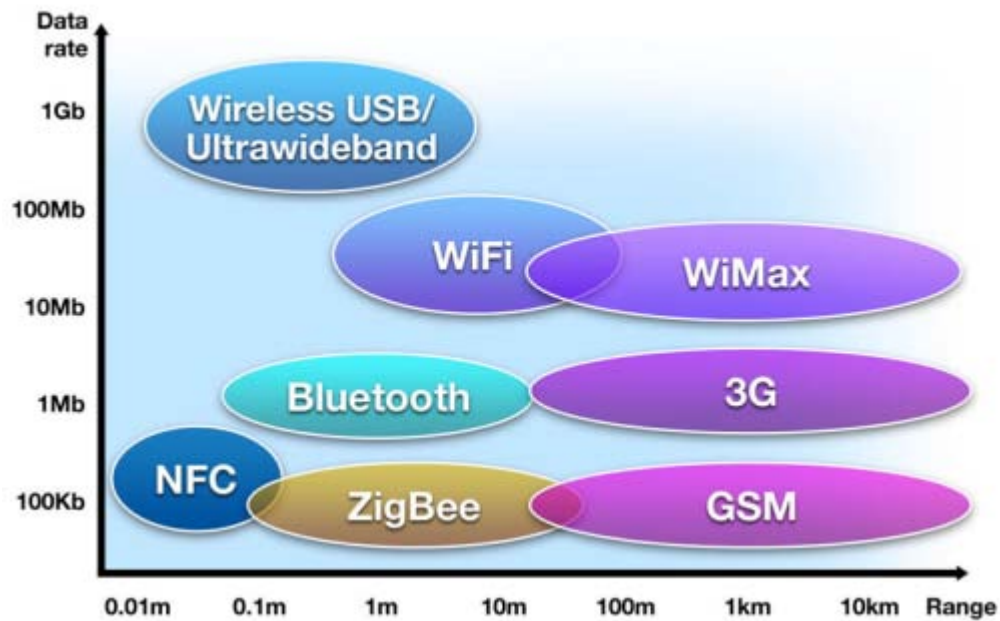 Data
rate
1Gb
100Mb
10Mb
1Mb
100Kb
Wireless USB/
Ultrawideband
WiFi
WiMax
Bluetooth
3G
NFC
ZigBee
GSM
0.01m 0.1m 1m 10m 100m 1km 10km Range